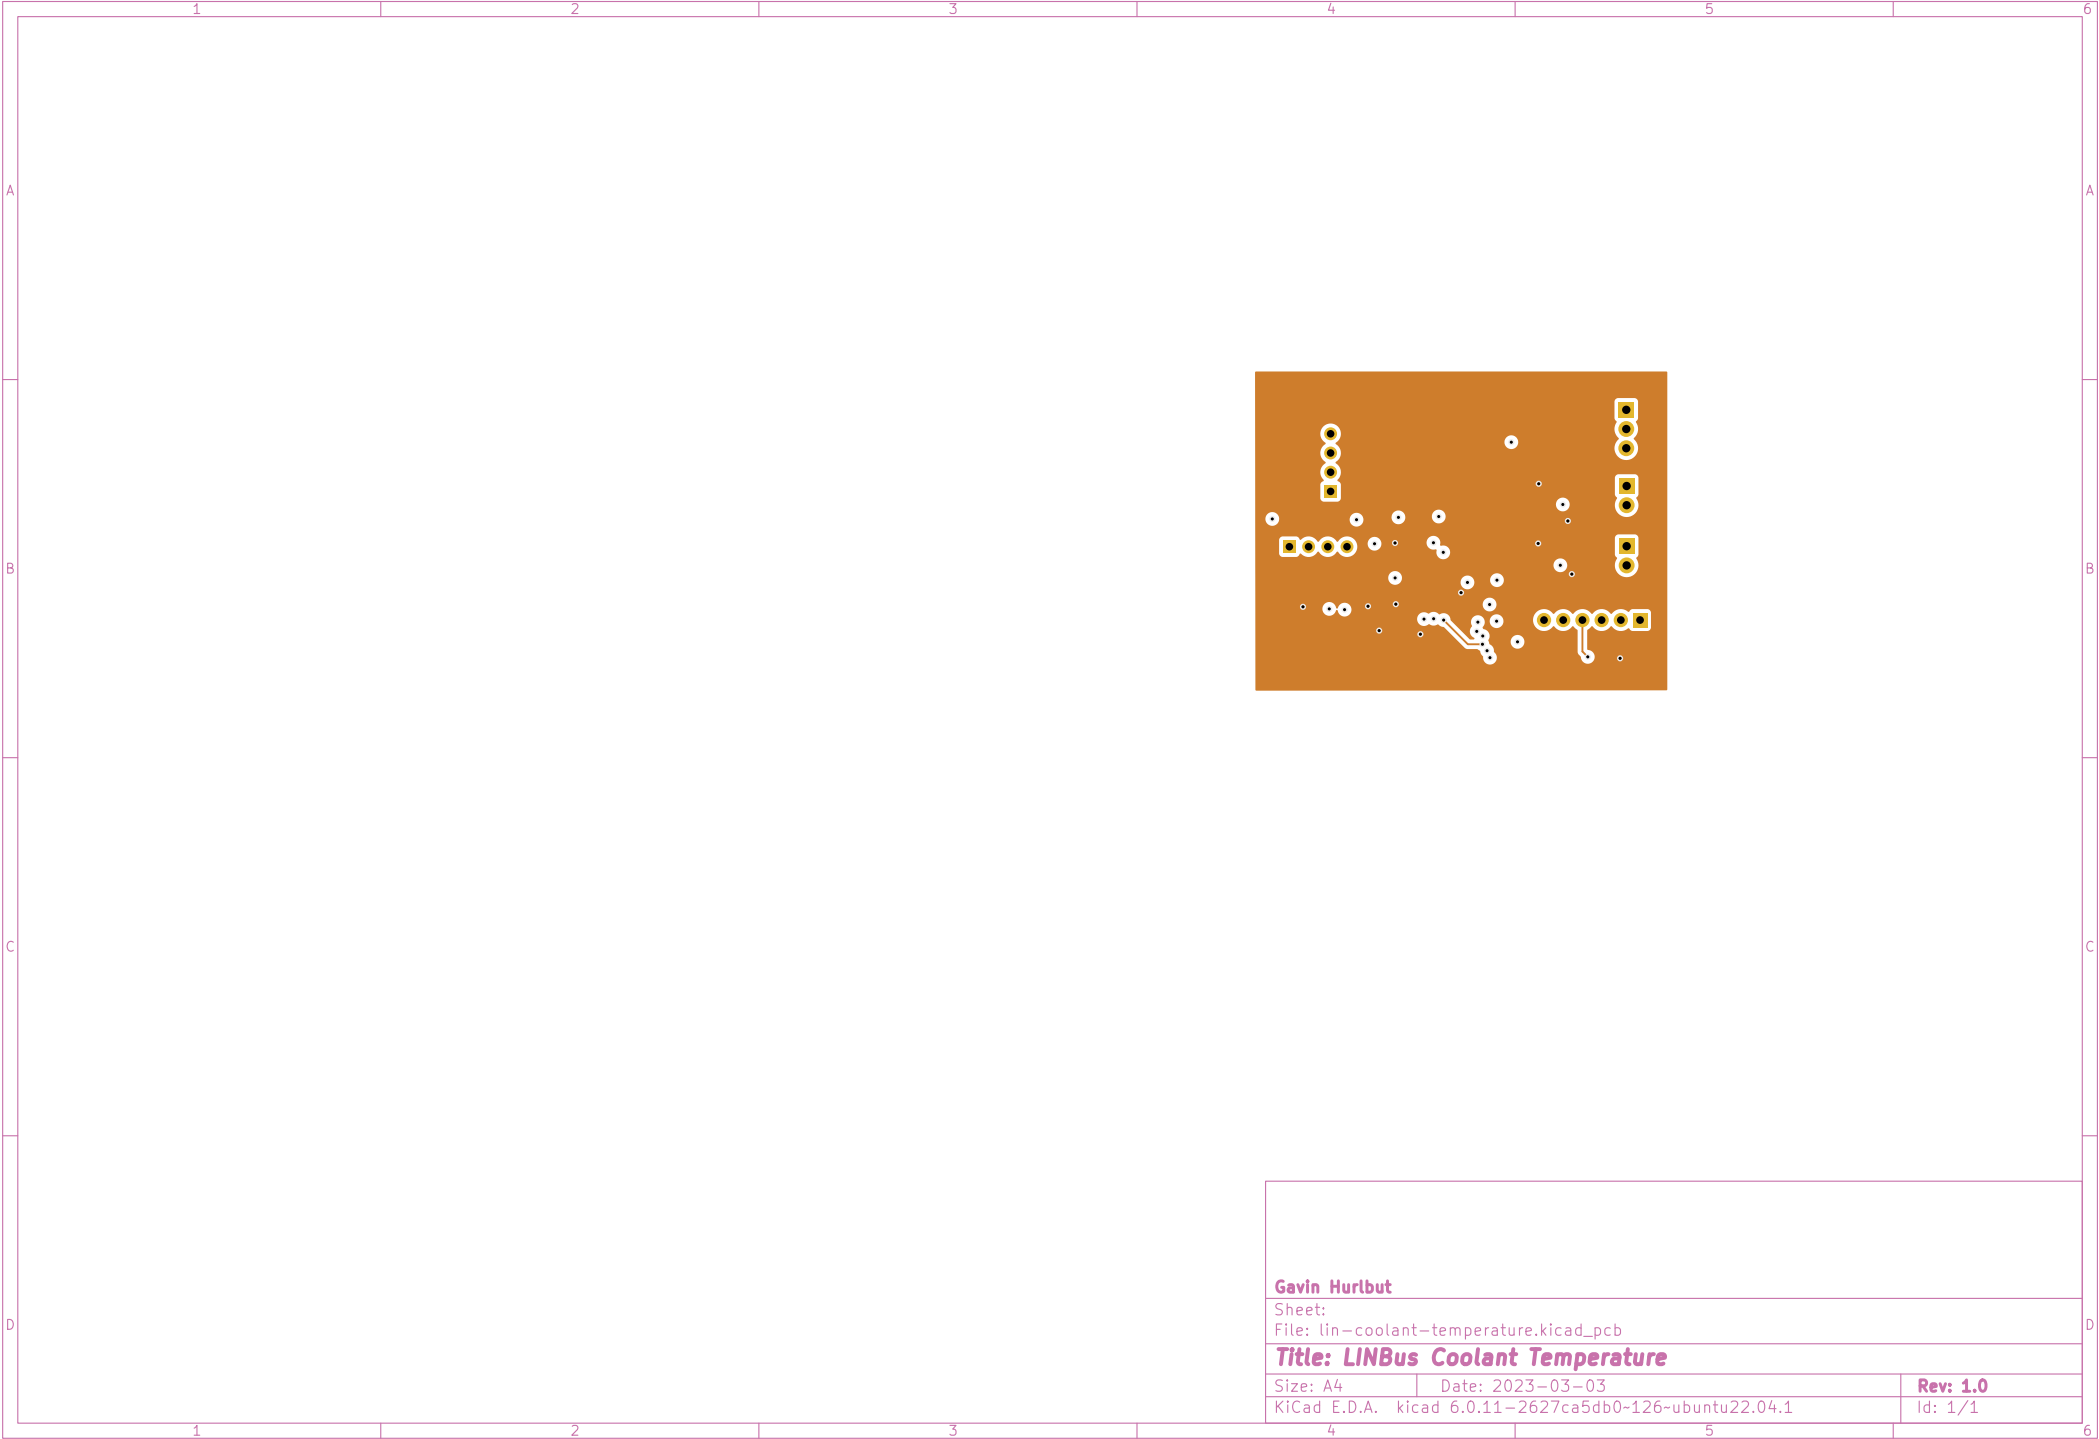 1 2 3 4 5 6
A A
B B
C C
Gavin Hurlbut
Sheet:
File: lin-coolant-temperature.kicad_pcb
D D
Title: LINBus Coolant Temperature
Size: A4 Date: 2023-03-03 Rev: 1.0
KiCad E.D.A. kicad 6.0.11-2627ca5db0~126~ubuntu22.04.1 Id: 1/1
1 2 3 4 5 6